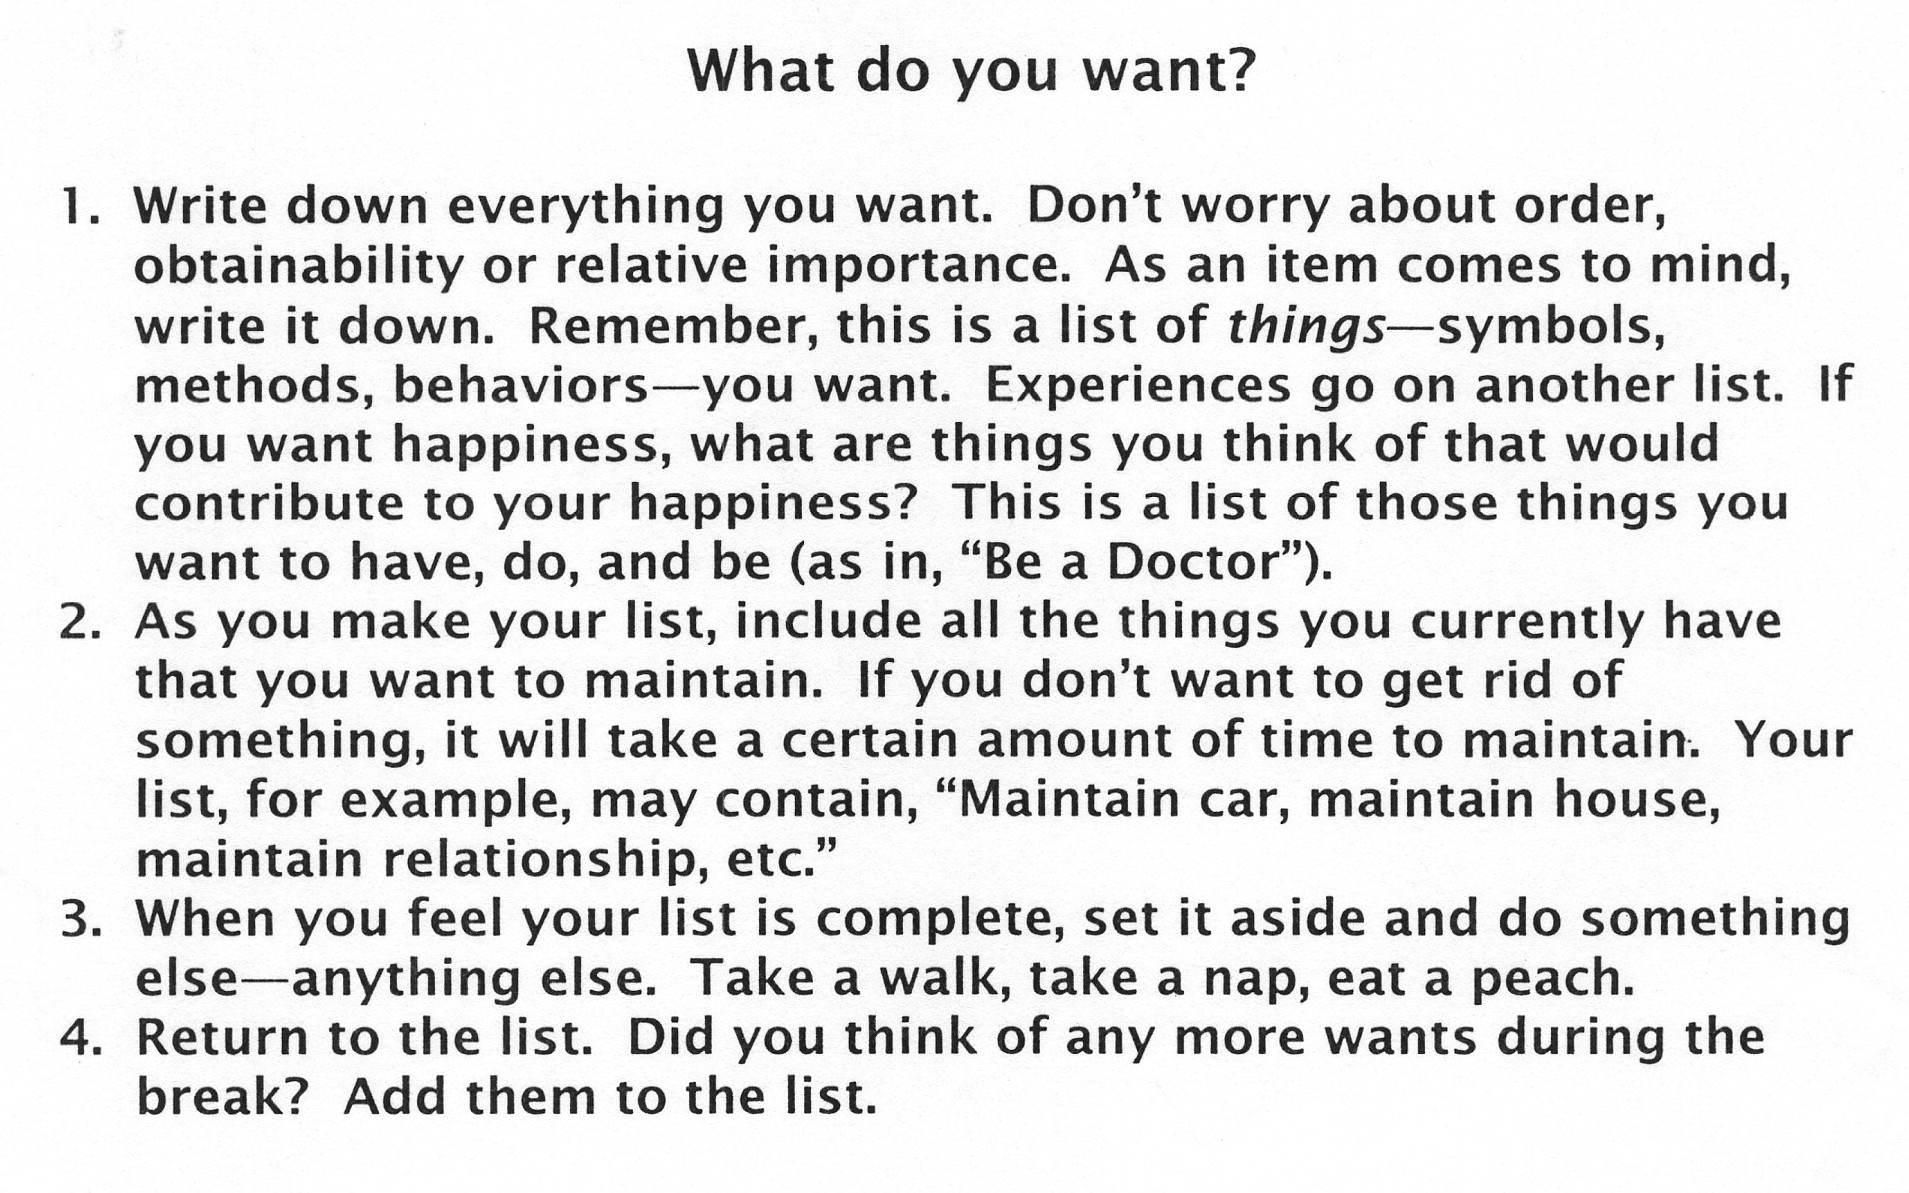 What do you want?
1. Write down everything you want.  Don’t worry about order,
obtainability or relative importance.  As an item comes to mind,
write it down.  Remember, this is a list of things—symbols,
methods, behaviors—you want.  Experiences go on another list.  If
you want happiness, what are things you think of that would
contribute to your happiness?  This is a list of those things you
want to have, do, and be (as in, “Be a Doctor”).
2. As you make your list, include all the things you currently have
that you want to maintain.  If you don’t want to get rid of
something, it will take a certain amount of time to maintain.  Your
list, for example, may contain, “Maintain car, maintain house,
maintain relationship, etc.”
3. When you feel your list is complete, set it aside and do something
else—anything else.  Take a walk, take a nap, eat a peach.
4. Return to the list.  Did you think of any more wants during the
break?  Add them to the list.